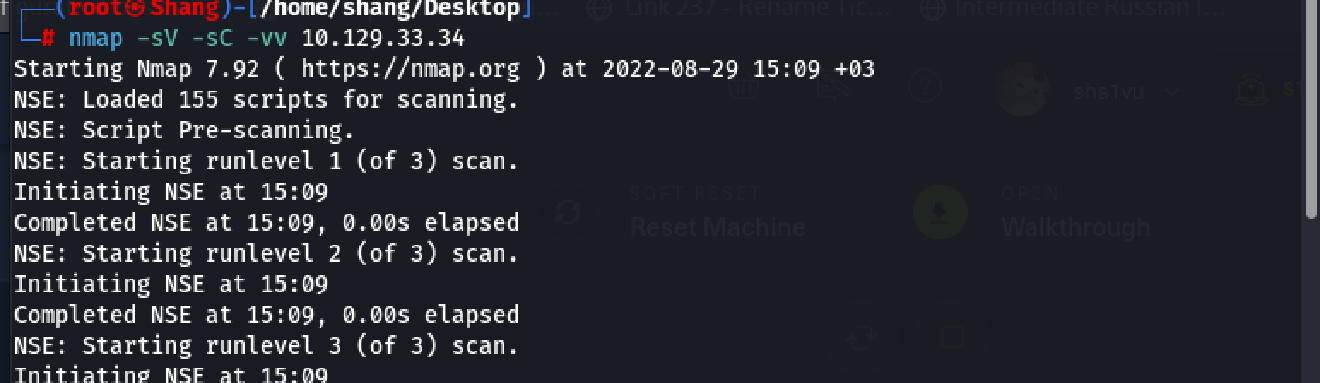 (root㉿Shang)-[/home/shang/Desktop]
# nmap -sV -sC -vv 10.129.33.34
Starting Nmap 7.92 ( https://nmap.org ) at 2022-08-29 15:09 +03
NSE: Loaded 155 scripts for scanning.
NSE: Script Pre-scanning.
NSE: Starting runlevel 1 (of 3) scan.
Initiating NSE at 15:09
Completed NSE at 15:09, 0.00s elapsed
NSE: Starting runlevel 2 (of 3) scan.
Initiating NSE at 15:09
Completed NSE at 15:09, 0.00s elapsed
NSE: Starting runlevel 3 (of 3) scan.
Initiating NSE at 15:09
Link 237 - Rename Tic...
Intermediate Russian I...
sha1vu
SOFT RESET
Reset Machine
OPEN
Walkthrough